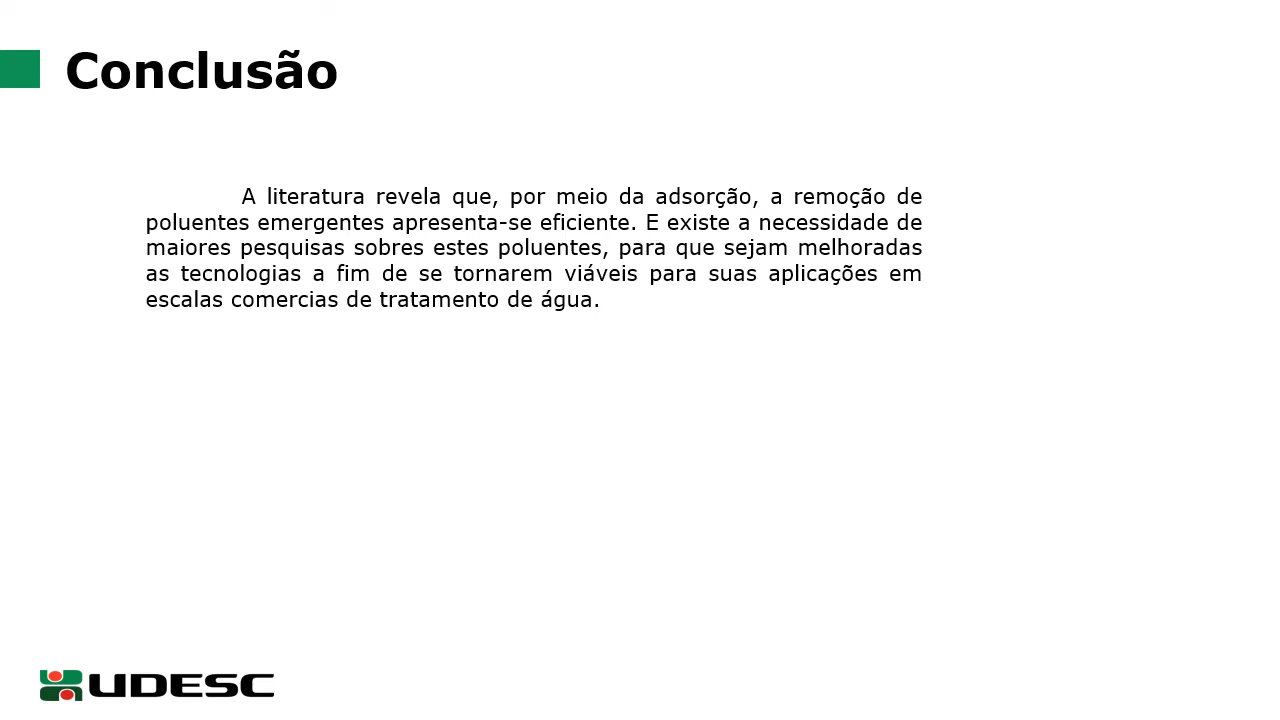 Conclusão
A literatura revela que, por meio da adsorção, a remoção de
poluentes emergentes apresenta-se eficiente. E existe a necessidade de
maiores pesquisas sobres estes poluentes, para que sejam melhoradas
as tecnologias a fim de se tornarem viáveis para suas aplicações em
escalas comercias de tratamento de água.
UDESC